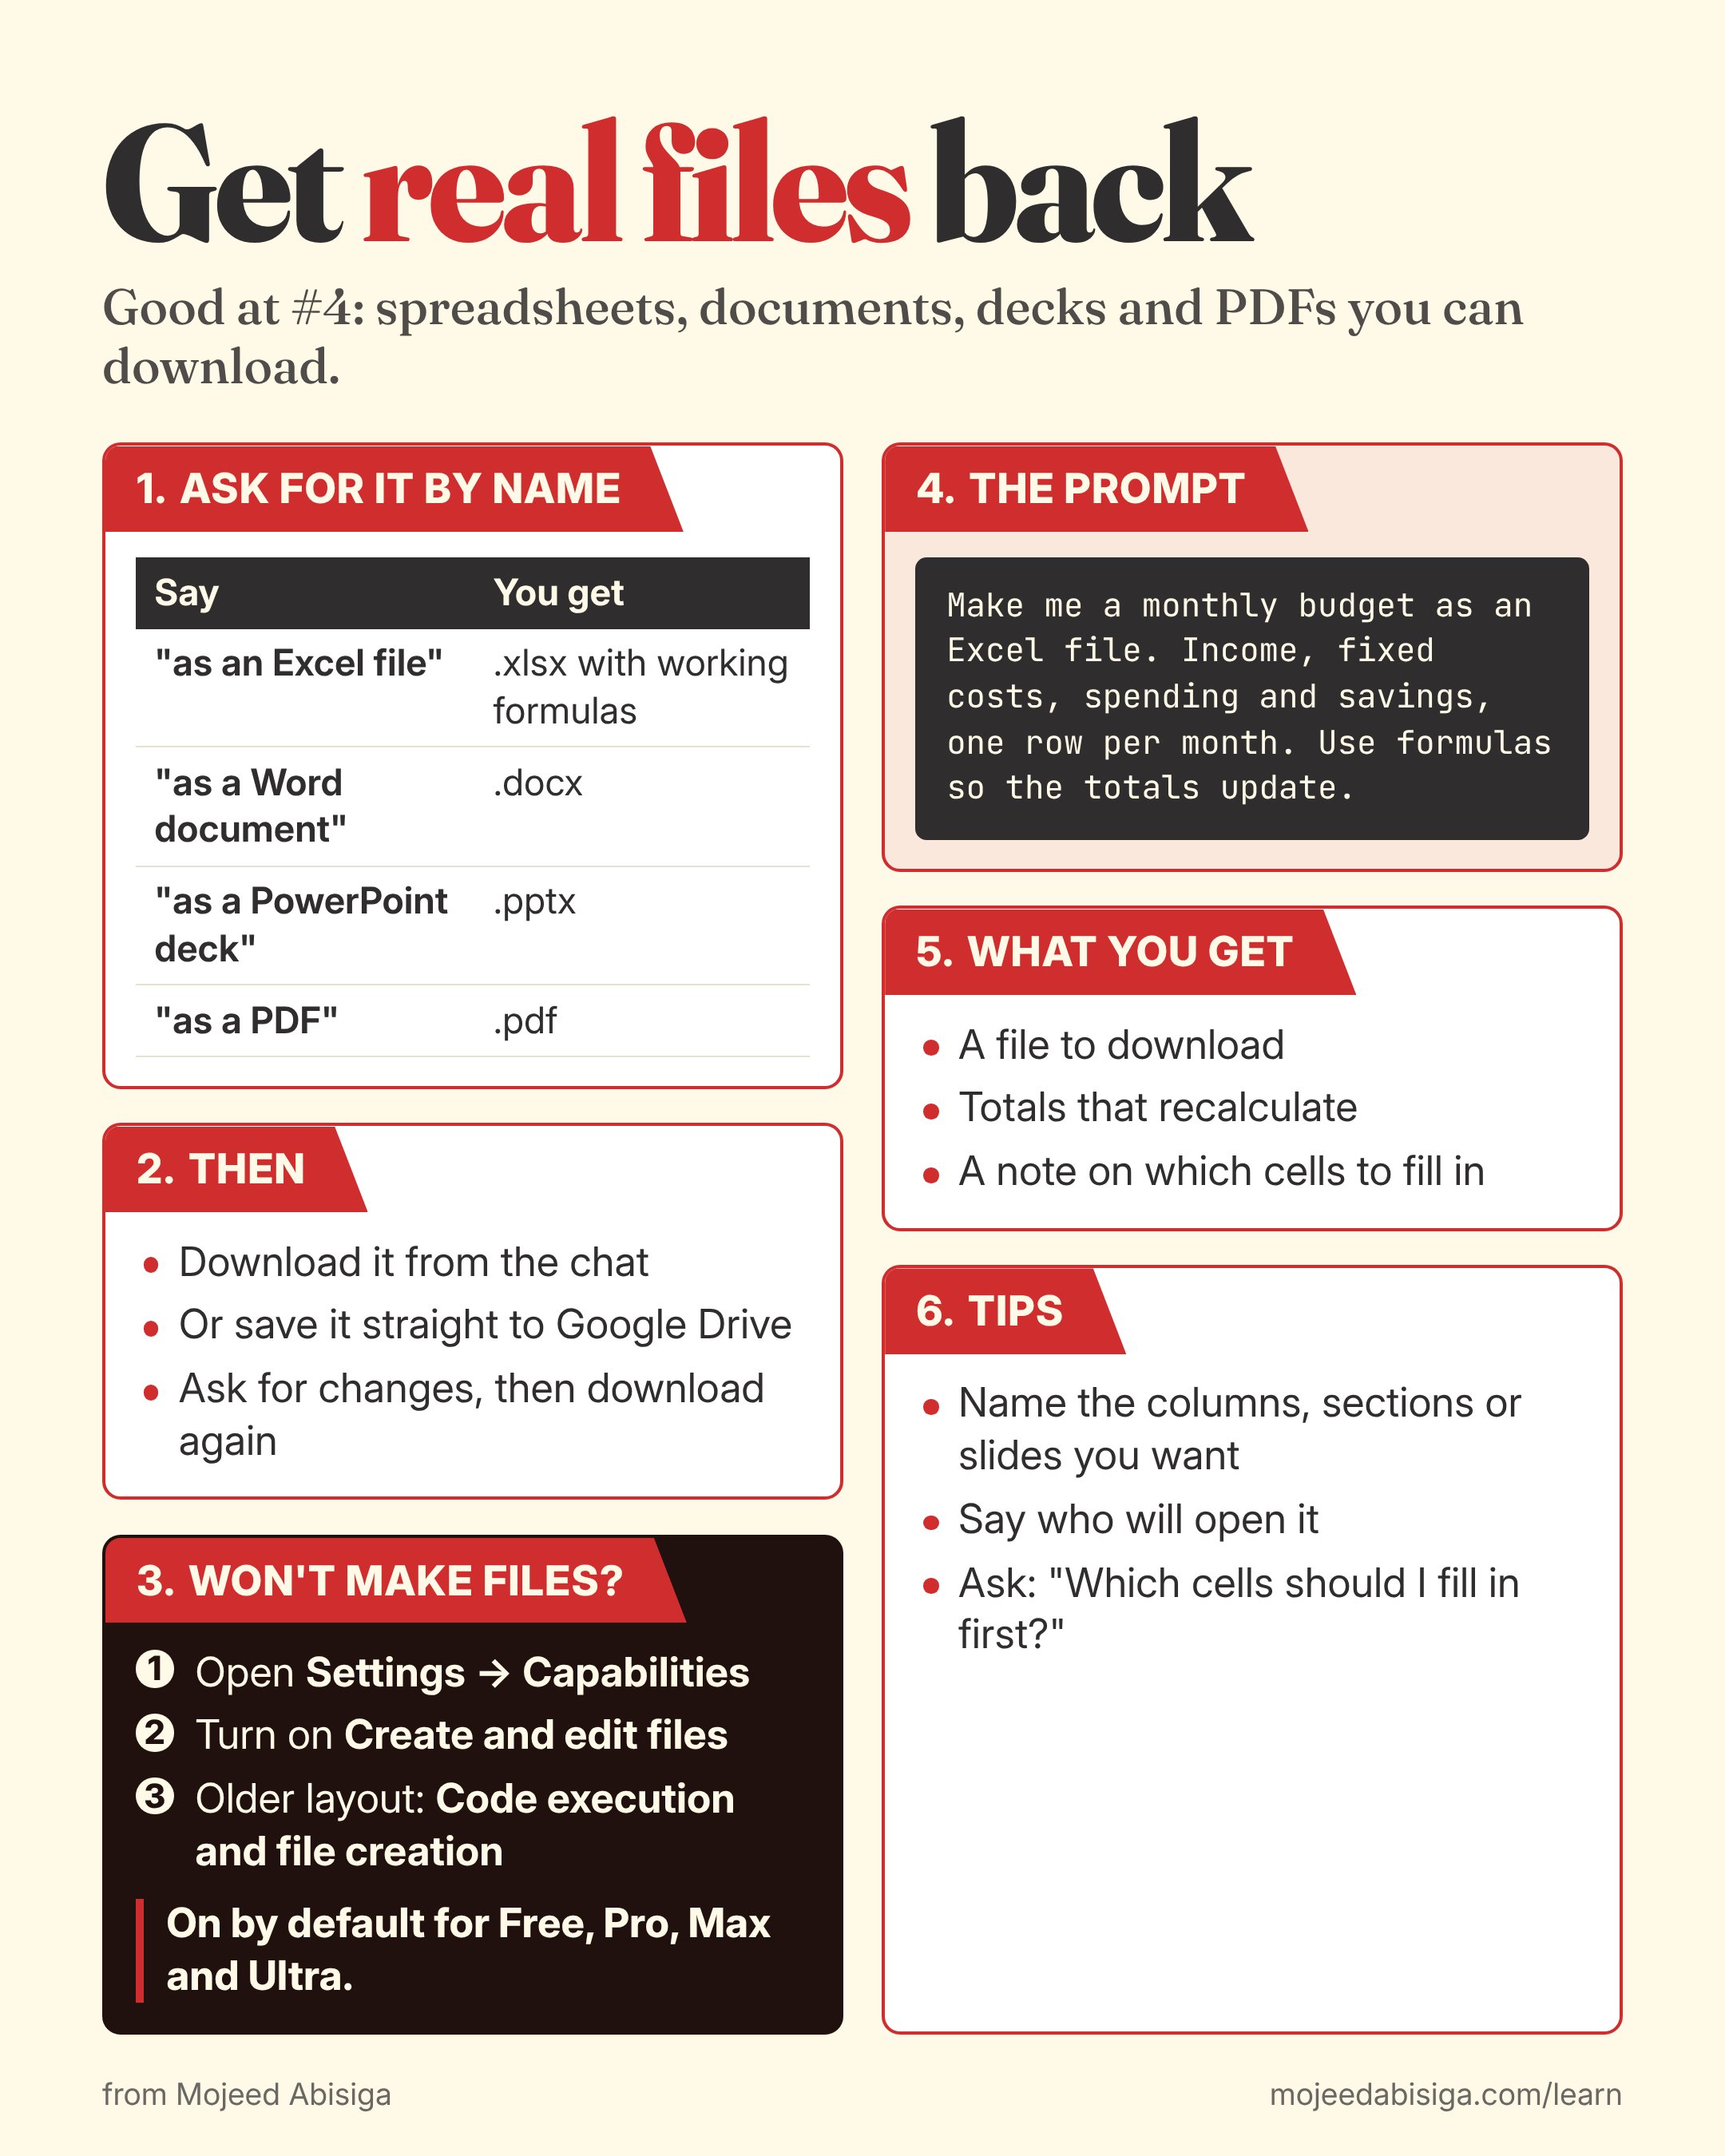 Get real files back
Good at #4: spreadsheets, documents, decks and PDFs you can
download.
1. ASK FOR IT BY NAME
Say You get
"as an Excel file" .xlsx with working
formulas
"as a Word .docx
document"
"as a PowerPoint .pptx
deck"
"as a PDF" .pdf
2. THEN
• Download it from the chat
• Or save it straight to Google Drive
• Ask for changes, then download
again
3. WON'T MAKE FILES?
1 Open Settings → Capabilities
2 Turn on Create and edit files
3 Older layout: Code execution
and file creation
On by default for Free, Pro, Max
and Ultra.
4. THE PROMPT
Make me a monthly budget as an
Excel file. Income, fixed
costs, spending and savings,
one row per month. Use formulas
so the totals update.
5. WHAT YOU GET
• A file to download
• Totals that recalculate
• A note on which cells to fill in
6. TIPS
• Name the columns, sections or
slides you want
• Say who will open it
• Ask: "Which cells should I fill in
first?"
from Mojeed Abisiga
mojeedabisiga.com/learn